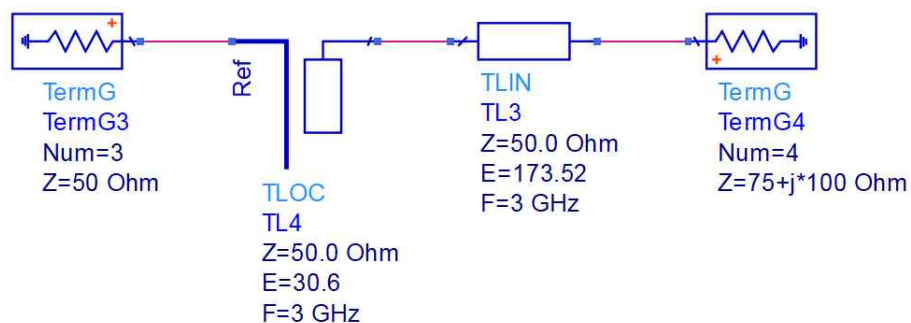 Ref
TermG
TermG3
Num=3
Z=50 Ohm
TLOC
TL4
Z=50.0 Ohm
E=30.6
F=3 GHz
TLIN
TL3
Z=50.0 Ohm
E=173.52
F=3 GHz
TermG
TermG4
Num=4
Z=75+j*100 Ohm